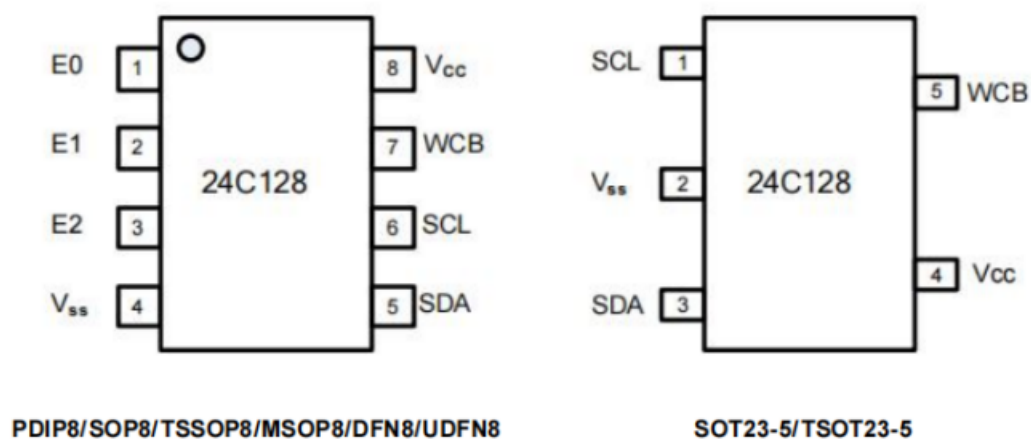 E0 1
E1 2
E2 3
Vss 4
24C128
8 Vcc
7 WCB
6 SCL
5 SDA
PDIP8/SOP8/TSSOP8/MSOP8/DFN8/UDFN8
SCL 1
Vss 2
SDA 3
24C128
5 WCB
4 Vcc
SOT23-5/TSOT23-5